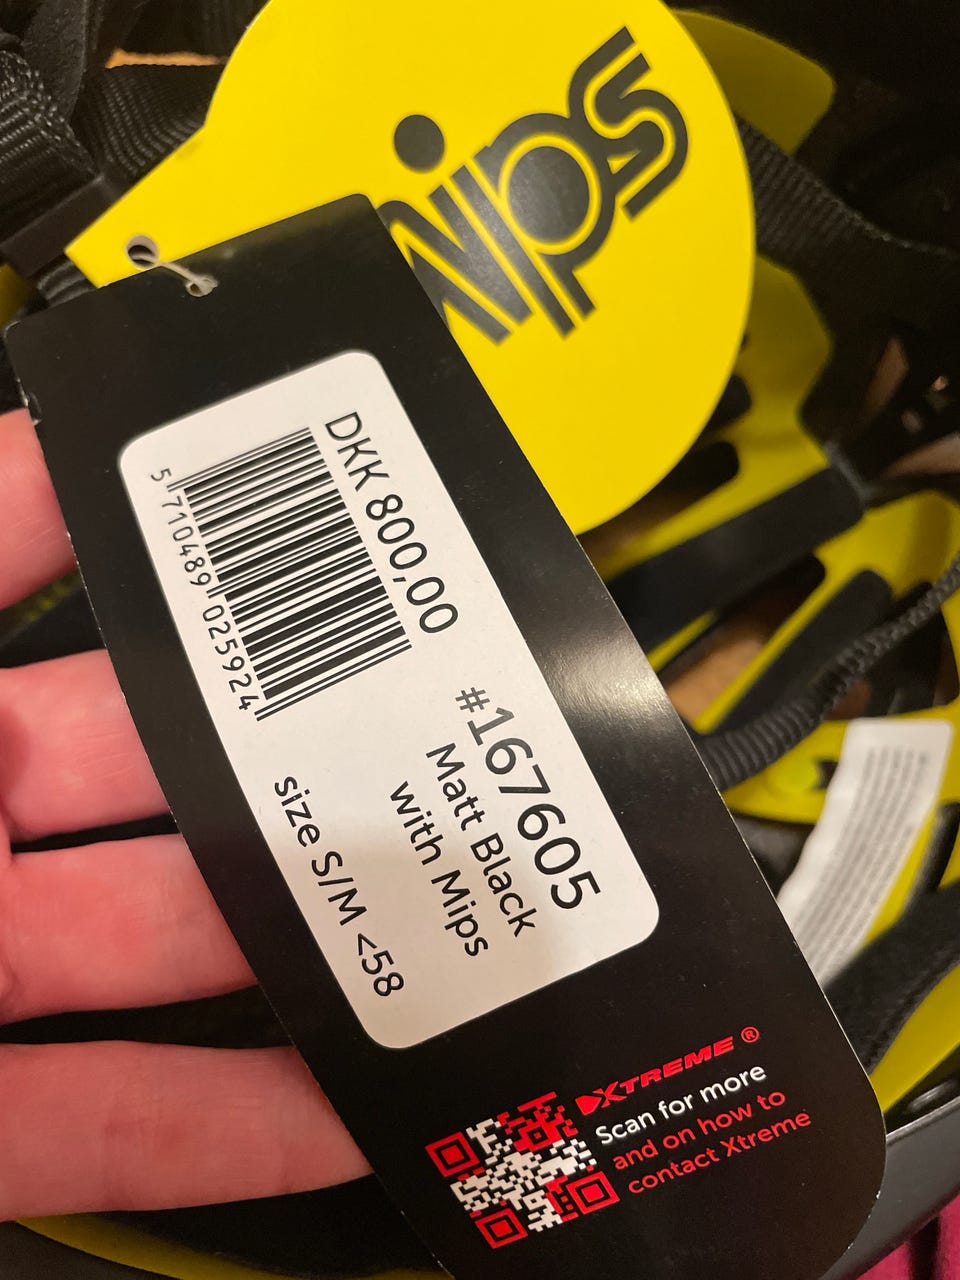 mips
DKK 800,00
5 710489 025924
#167605
Matt Black
with Mips
size S/M <58
XTREME®
Scan for more
and on how to
contact Xtreme